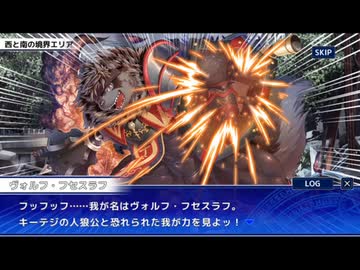 西と南の境界エリア
SKIP
ヴォルフ・フセスラフ
LOG
フッフッフ……我が名はヴォルフ・フセスラフ。
キーテジの人狼公と恐れられた我が力を見よッ！